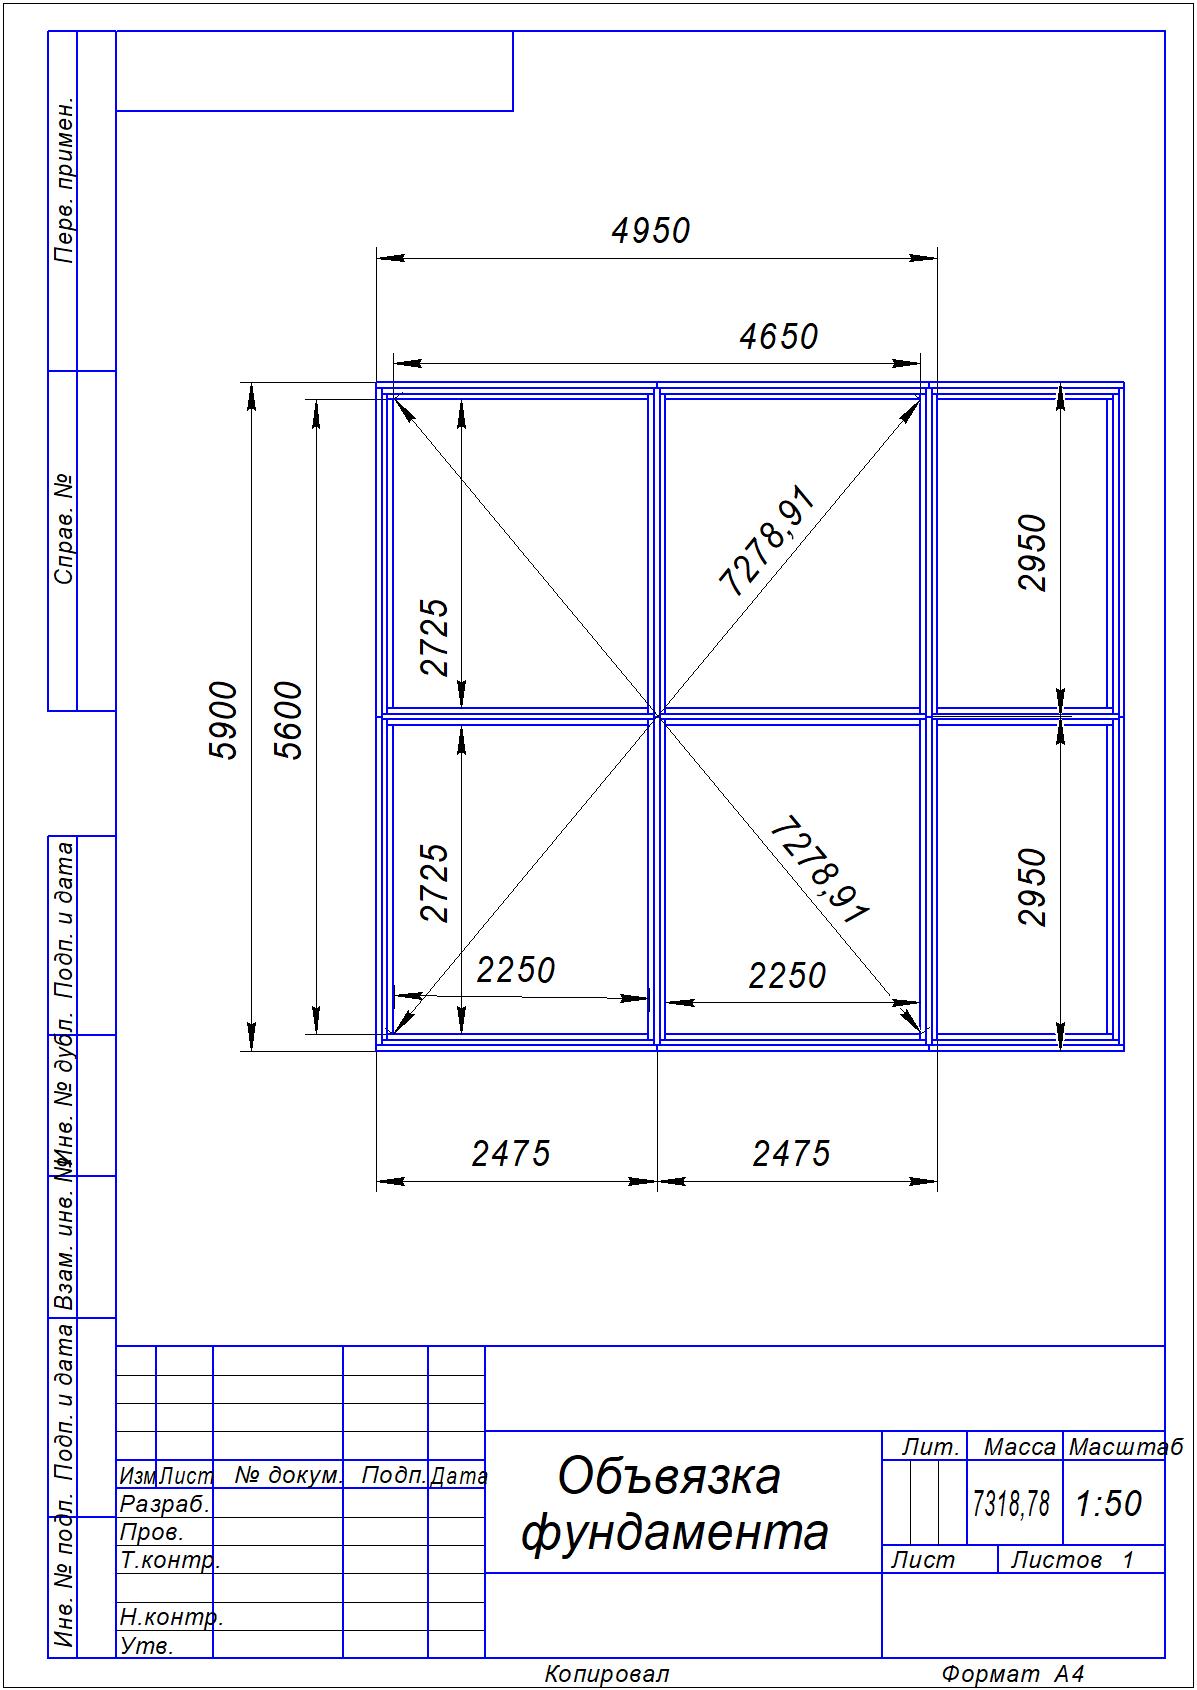 Перв. примен.
Справ. №
Подп. и дата
Инв. № дубл.
Взам. инв. №
Подп. и дата
Инв. № подл.
4950
4650
5900
5600
2725
7278,91
2950
2725
7278,91
2950
2250
2250
2475
2475
Изм Лист № докум. Подп. Дата
Разраб.
Пров.
Т.контр.
Н.контр.
Утв.
Объвязка
фундамента
Лит. Масса Масштаб
7318,78 1:50
Лист Листов 1
Копировал Формат А4